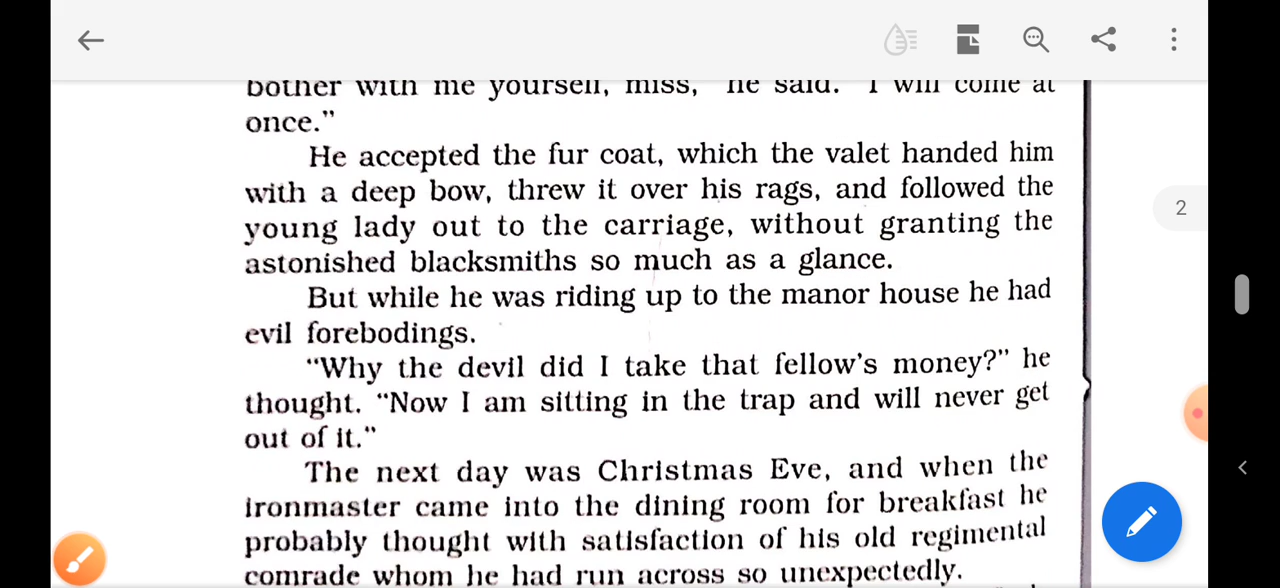 bother with me yourself, miss," he said. "I will come at
once."
He accepted the fur coat, which the valet handed him
with a deep bow, threw it over his rags, and followed the
young lady out to the carriage, without granting the
astonished blacksmiths so much as a glance.
2
But while he was riding up to the manor house he had
evil forebodings.
"Why the devil did I take that fellow's money?" he
thought. "Now I am sitting in the trap and will never get
out of it."
The next day was Christmas Eve, and when the
ironmaster came into the dining room for breakfast he
probably thought with satisfaction of his old regimental
comrade whom he had run across so unexpectedly.